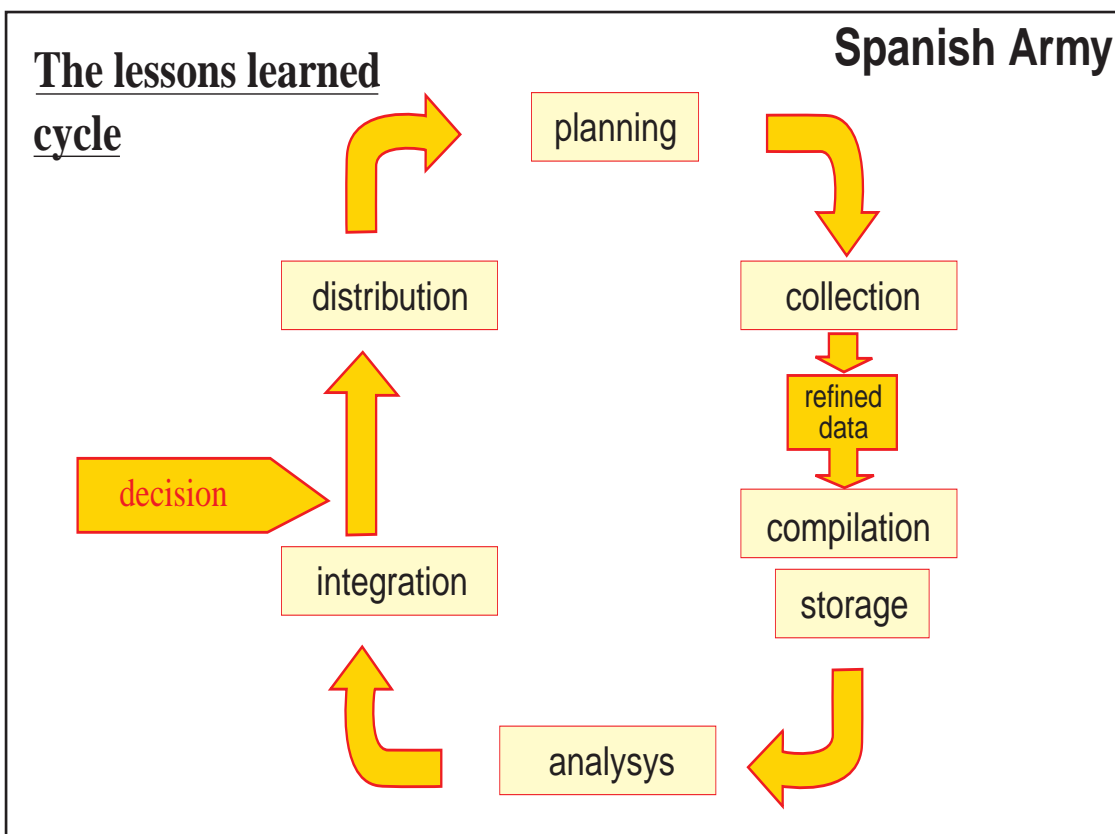 The lessons learned
cycle
Spanish Army
planning
collection
refined
data
compilation
storage
analysys
integration
decision
distribution